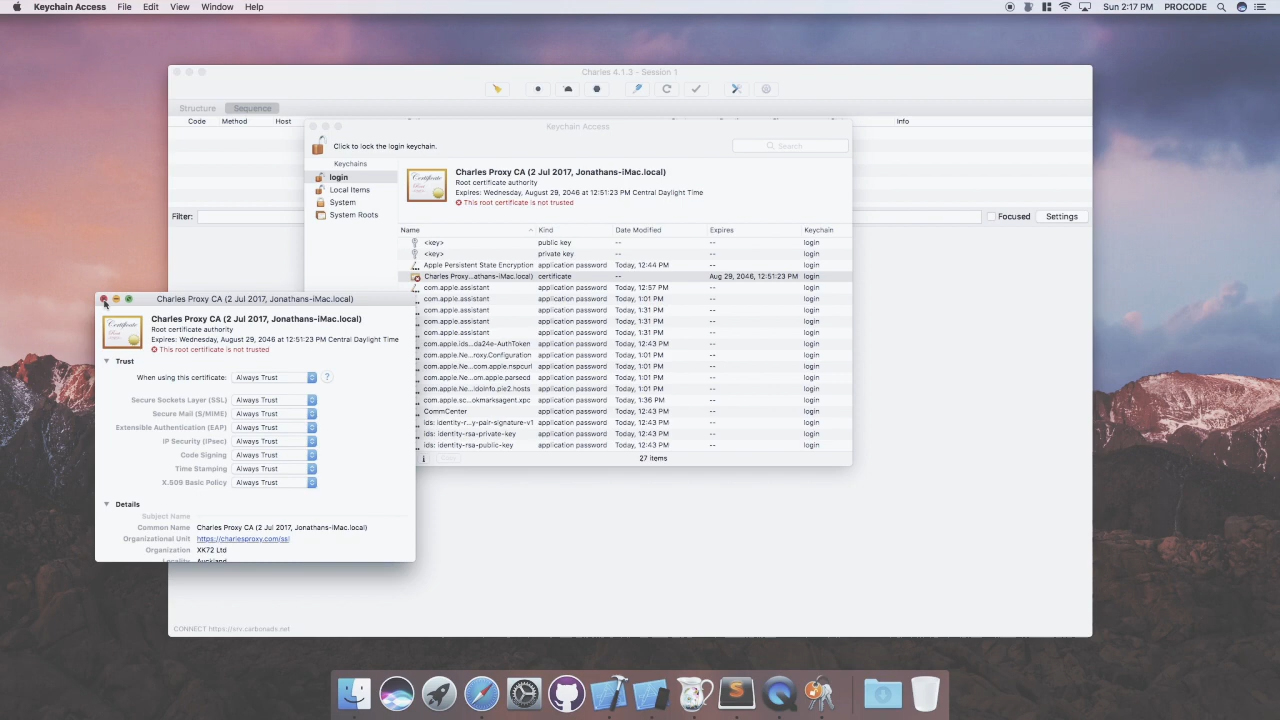 Keychain Access File Edit View Window Help
Sun 2:17 PM PROCODE
Charles 4.1.3 - Session 1
Structure Sequence
Code Method Host Info
Keychain Access
Click to lock the login keychain.
Search
Keychains
login
Local Items
System
System Roots
Charles Proxy CA (2 Jul 2017, Jonathans-iMac.local)
Root certificate authority
Expires: Wednesday, August 29, 2046 at 12:51:23 PM Central Daylight Time
This root certificate is not trusted
Filter:
Focused Settings
Name Kind Date Modified Expires Keychain
<key> public key -- -- login
<key> private key -- -- login
Apple Persistent State Encryption application password Today, 12:44 PM -- login
Charles Proxy...athans-iMac.local) certificate -- Aug 29, 2046, 12:51:23 PM login
com.apple.assistant application password Today, 12:57 PM -- login
com.apple.assistant application password Today, 1:01 PM -- login
com.apple.assistant application password Today, 1:31 PM -- login
com.apple.assistant application password Today, 1:31 PM -- login
com.apple.assistant application password Today, 1:31 PM -- login
com.apple.ids...da24e-AuthToken application password Today, 12:43 PM -- login
com.apple.Ne...roxy.Configuration application password Today, 1:01 PM -- login
com.apple.Ne...com.apple.nspcurl application password Today, 1:01 PM -- login
com.apple.Ne...om.apple.parsecd application password Today, 1:01 PM -- login
com.apple.Ne...ldoInfo.pie2.hosts application password Today, 1:01 PM -- login
com.apple.sc...okmarksagent.xpc application password Today, 1:36 PM -- login
CommCenter application password Today, 12:43 PM -- login
ids: identity-r...y-pair-signature-v1 application password Today, 12:43 PM -- login
ids: identity-rsa-private-key application password Today, 12:43 PM -- login
ids: identity-rsa-public-key application password Today, 12:43 PM -- login
27 items
Charles Proxy CA (2 Jul 2017, Jonathans-iMac.local)
Charles Proxy CA (2 Jul 2017, Jonathans-iMac.local)
Root certificate authority
Expires: Wednesday, August 29, 2046 at 12:51:23 PM Central Daylight Time
This root certificate is not trusted
Trust
When using this certificate: Always Trust ?
Secure Sockets Layer (SSL) Always Trust
Secure Mail (S/MIME) Always Trust
Extensible Authentication (EAP) Always Trust
IP Security (IPsec) Always Trust
Code Signing Always Trust
Time Stamping Always Trust
X.509 Basic Policy Always Trust
Details
Subject Name
Common Name Charles Proxy CA (2 Jul 2017, Jonathans-iMac.local)
Organizational Unit https://charlesproxy.com/ssl
Organization XK72 Ltd
Locality Auckland
CONNECT https://srv.carbonads.net